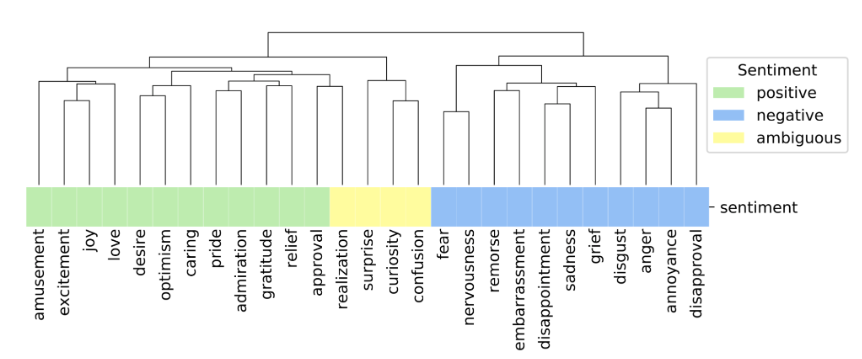 Sentiment
positive
negative
ambiguous
sentiment
amusement
excitement
joy
love
desire
optimism
caring
pride
admiration
gratitude
relief
approval
realization
surprise
curiosity
confusion
fear
nervousness
remorse
embarrassment
disappointment
sadness
grief
disgust
anger
annoyance
disapproval